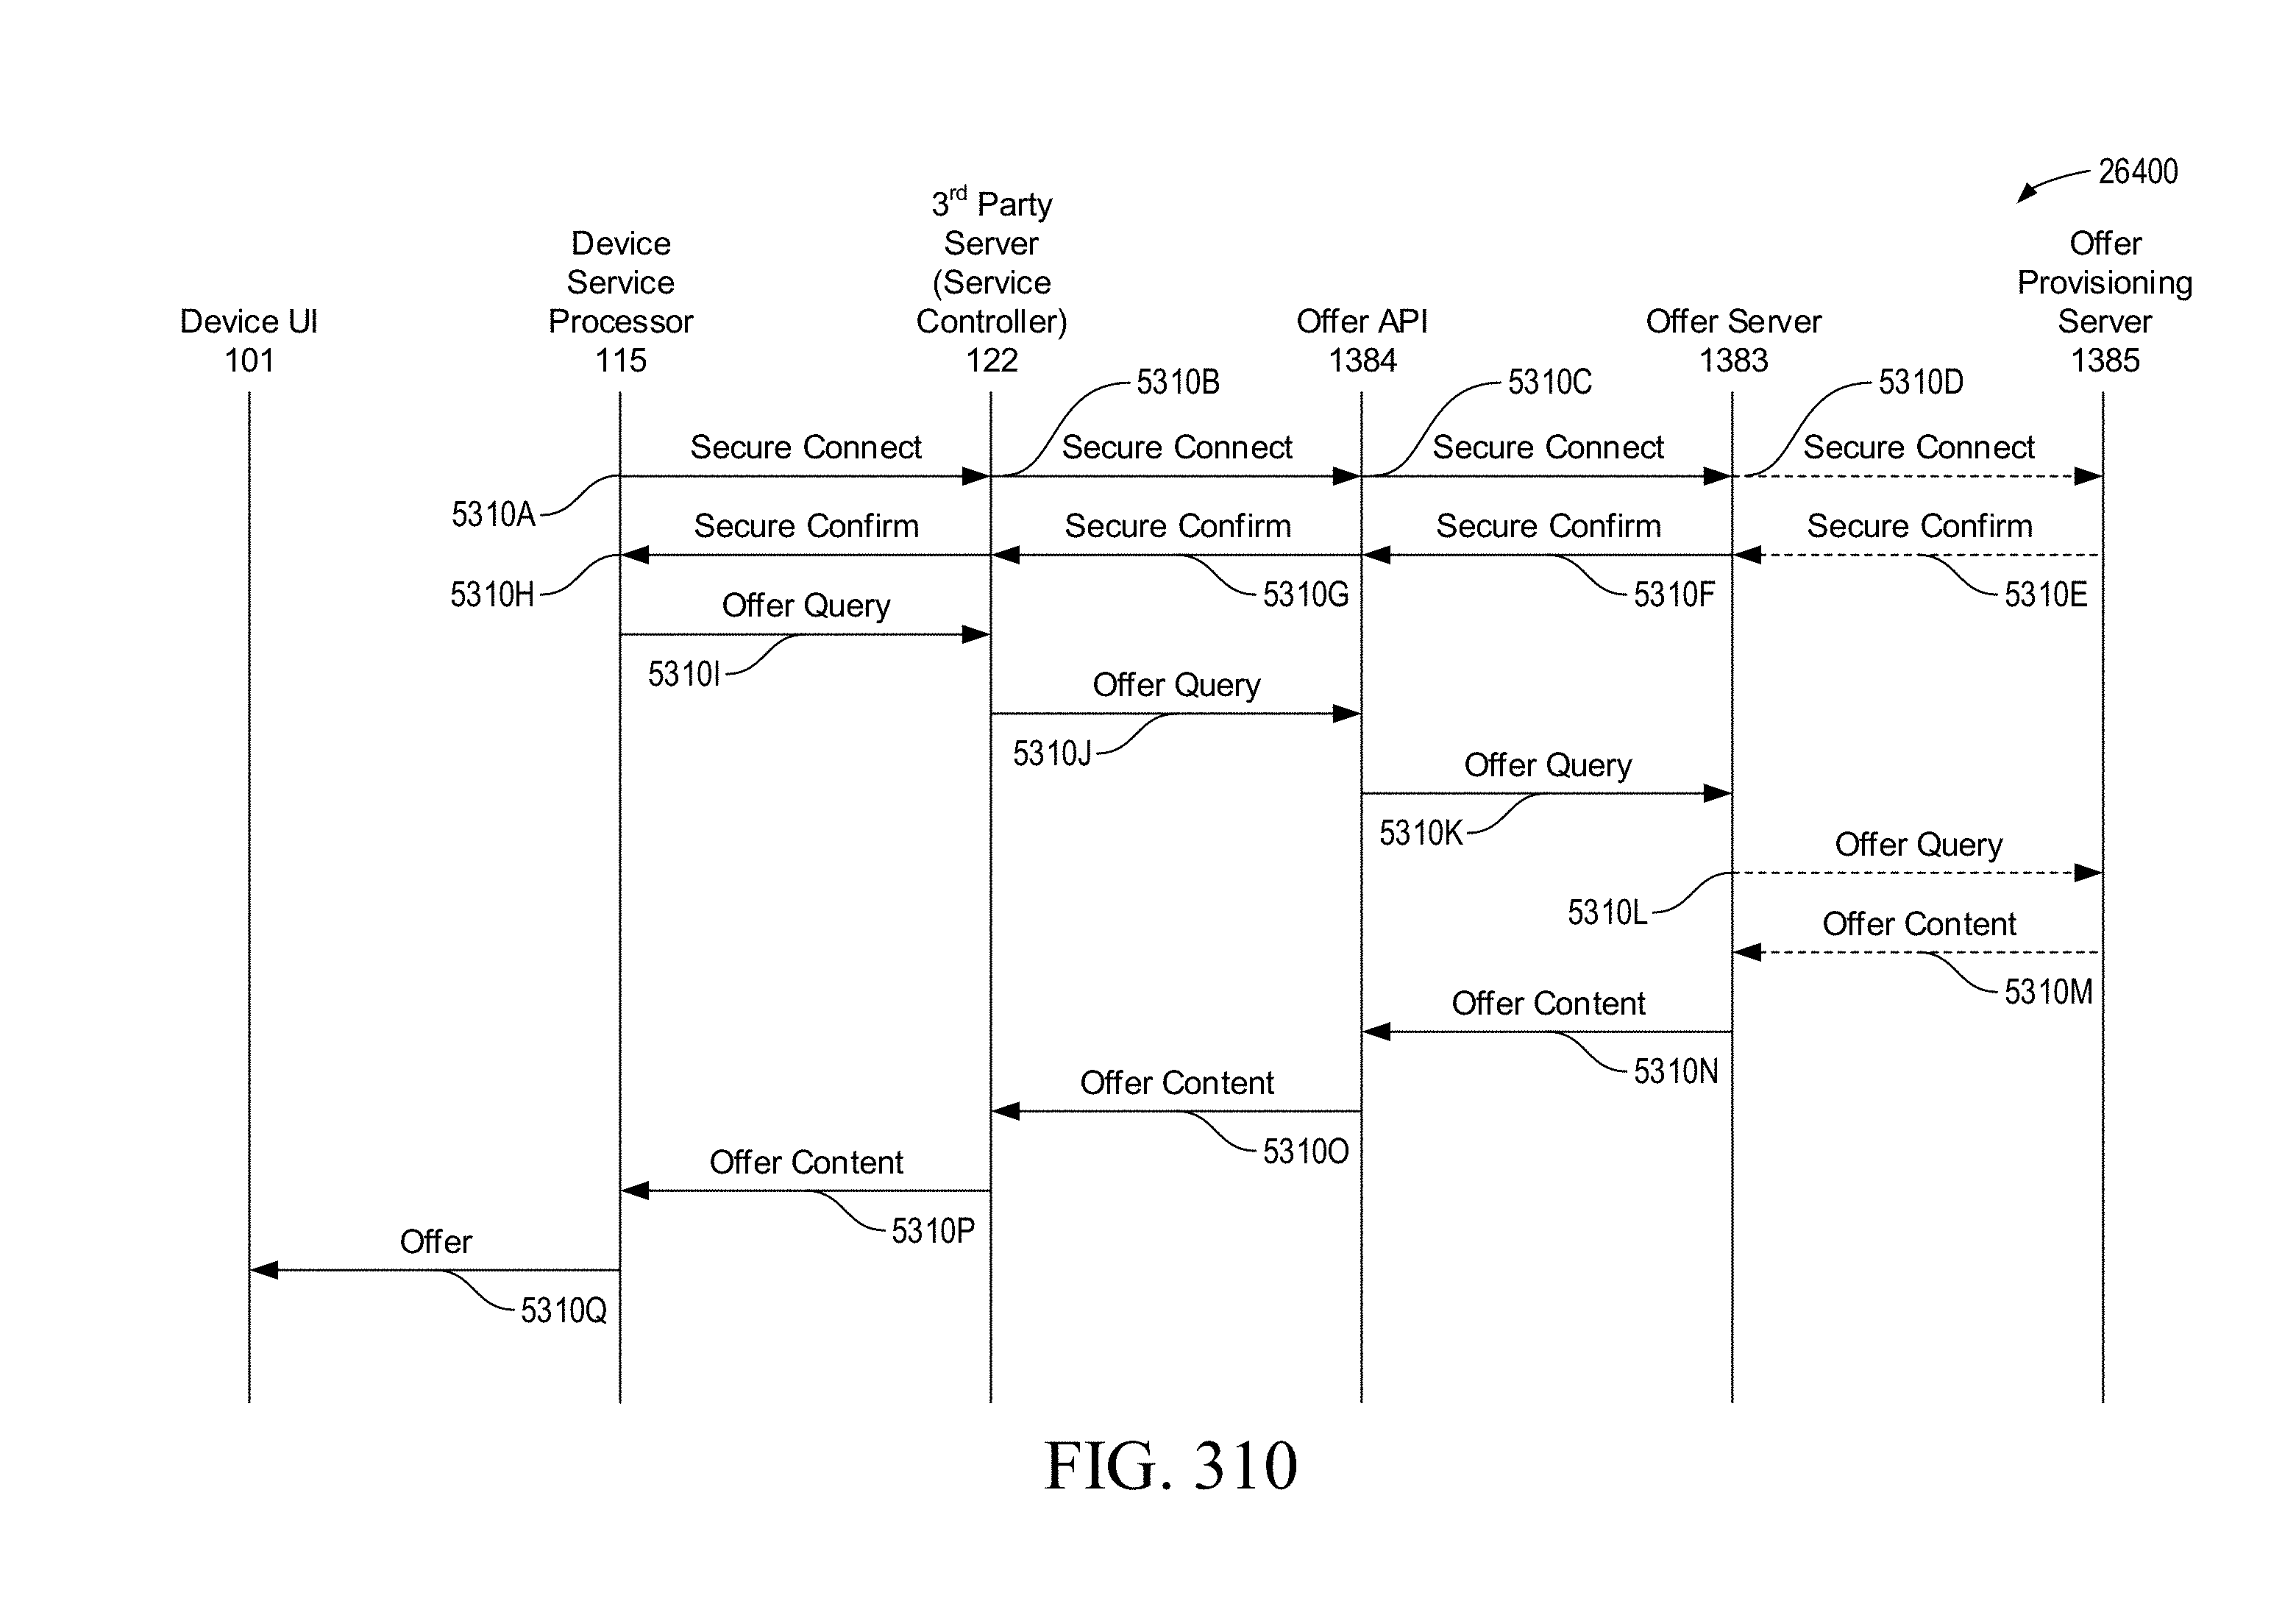 26400
Device UI
101
Device
Service
Processor
115
3rd Party
Server
(Service
Controller)
122
Offer API
1384
Offer Server
1383
Offer
Provisioning
Server
1385
5310B
5310C
5310D
Secure Connect
Secure Connect
Secure Connect
Secure Connect
5310A
Secure Confirm
Secure Confirm
Secure Confirm
Secure Confirm
5310H
5310G
5310F
5310E
Offer Query
5310I
Offer Query
5310J
Offer Query
5310K
Offer Query
5310L
Offer Content
5310M
Offer Content
5310N
Offer Content
5310O
Offer Content
5310P
Offer
5310Q
FIG. 310